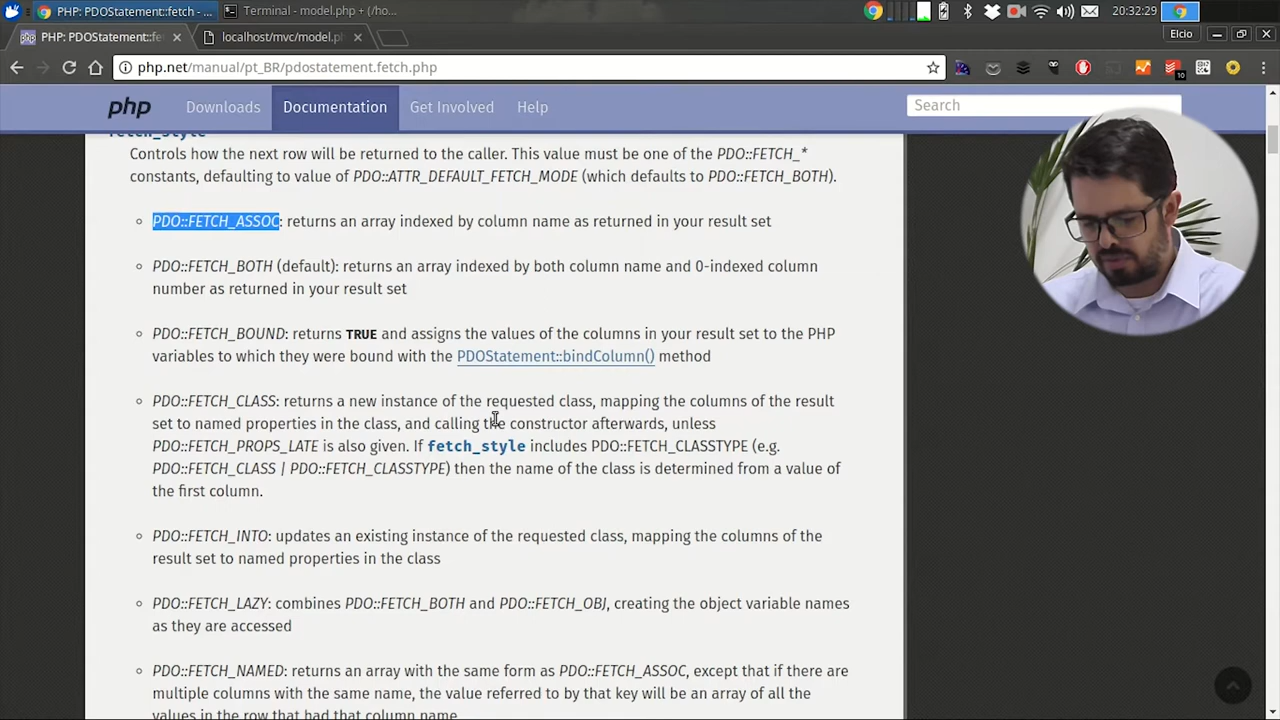 PHP: PDOStatement::fetch - ...
Terminal - model.php + (/ho...
20:32:29
PHP: PDOStatement::fe
localhost/mvc/model.ph
Elcio
php.net/manual/pt_BR/pdostatement.fetch.php
10
php
Downloads
Documentation
Get Involved
Help
Search
fetch_style
Controls how the next row will be returned to the caller. This value must be one of the PDO::FETCH_*
constants, defaulting to value of PDO::ATTR_DEFAULT_FETCH_MODE (which defaults to PDO::FETCH_BOTH).
PDO::FETCH_ASSOC: returns an array indexed by column name as returned in your result set
PDO::FETCH_BOTH (default): returns an array indexed by both column name and 0-indexed column
number as returned in your result set
PDO::FETCH_BOUND: returns TRUE and assigns the values of the columns in your result set to the PHP
variables to which they were bound with the PDOStatement::bindColumn() method
PDO::FETCH_CLASS: returns a new instance of the requested class, mapping the columns of the result
set to named properties in the class, and calling the constructor afterwards, unless
PDO::FETCH_PROPS_LATE is also given. If fetch_style includes PDO::FETCH_CLASSTYPE (e.g.
PDO::FETCH_CLASS | PDO::FETCH_CLASSTYPE) then the name of the class is determined from a value of
the first column.
PDO::FETCH_INTO: updates an existing instance of the requested class, mapping the columns of the
result set to named properties in the class
PDO::FETCH_LAZY: combines PDO::FETCH_BOTH and PDO::FETCH_OBJ, creating the object variable names
as they are accessed
PDO::FETCH_NAMED: returns an array with the same form as PDO::FETCH_ASSOC, except that if there are
multiple columns with the same name, the value referred to by that key will be an array of all the
values in the row that had that column name